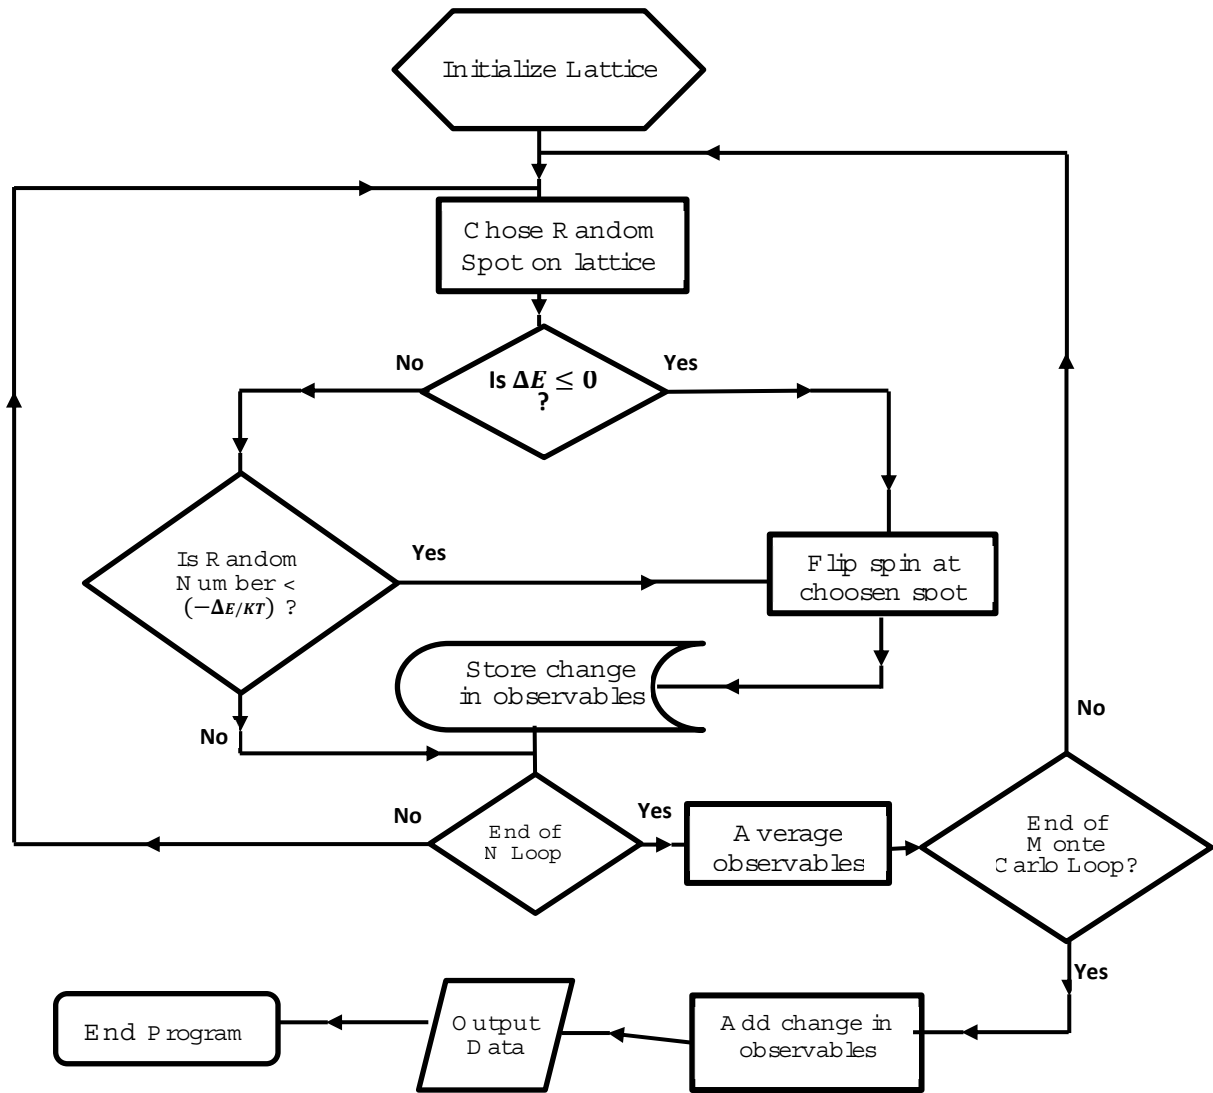 Initialize Lattice
Chose Random
Spot on lattice
No
Yes
Is ΔE ≤ 0
?
Is Random
Number <
(−ΔE/KT) ?
Yes
Flip spin at
choosen spot
Store change
in observables
No
No
End of
N Loop
Yes
Average
observables
No
End of
Monte
Carlo Loop?
Yes
Add change in
observables
Output
Data
End Program